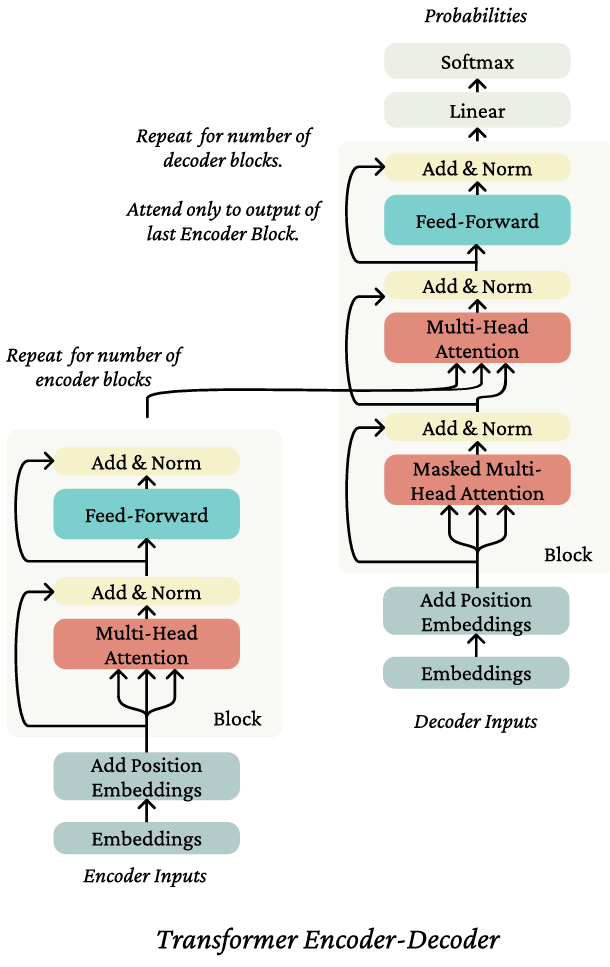 Probabilities
Softmax
Linear
Repeat for number of
decoder blocks.
Add & Norm
Attend only to output of
last Encoder Block.
Feed-Forward
Add & Norm
Multi-Head
Attention
Repeat for number of
encoder blocks
Add & Norm
Masked Multi-
Head Attention
Block
Add Position
Embeddings
Embeddings
Decoder Inputs
Add & Norm
Feed-Forward
Add & Norm
Multi-Head
Attention
Block
Add Position
Embeddings
Embeddings
Encoder Inputs
Transformer Encoder-Decoder